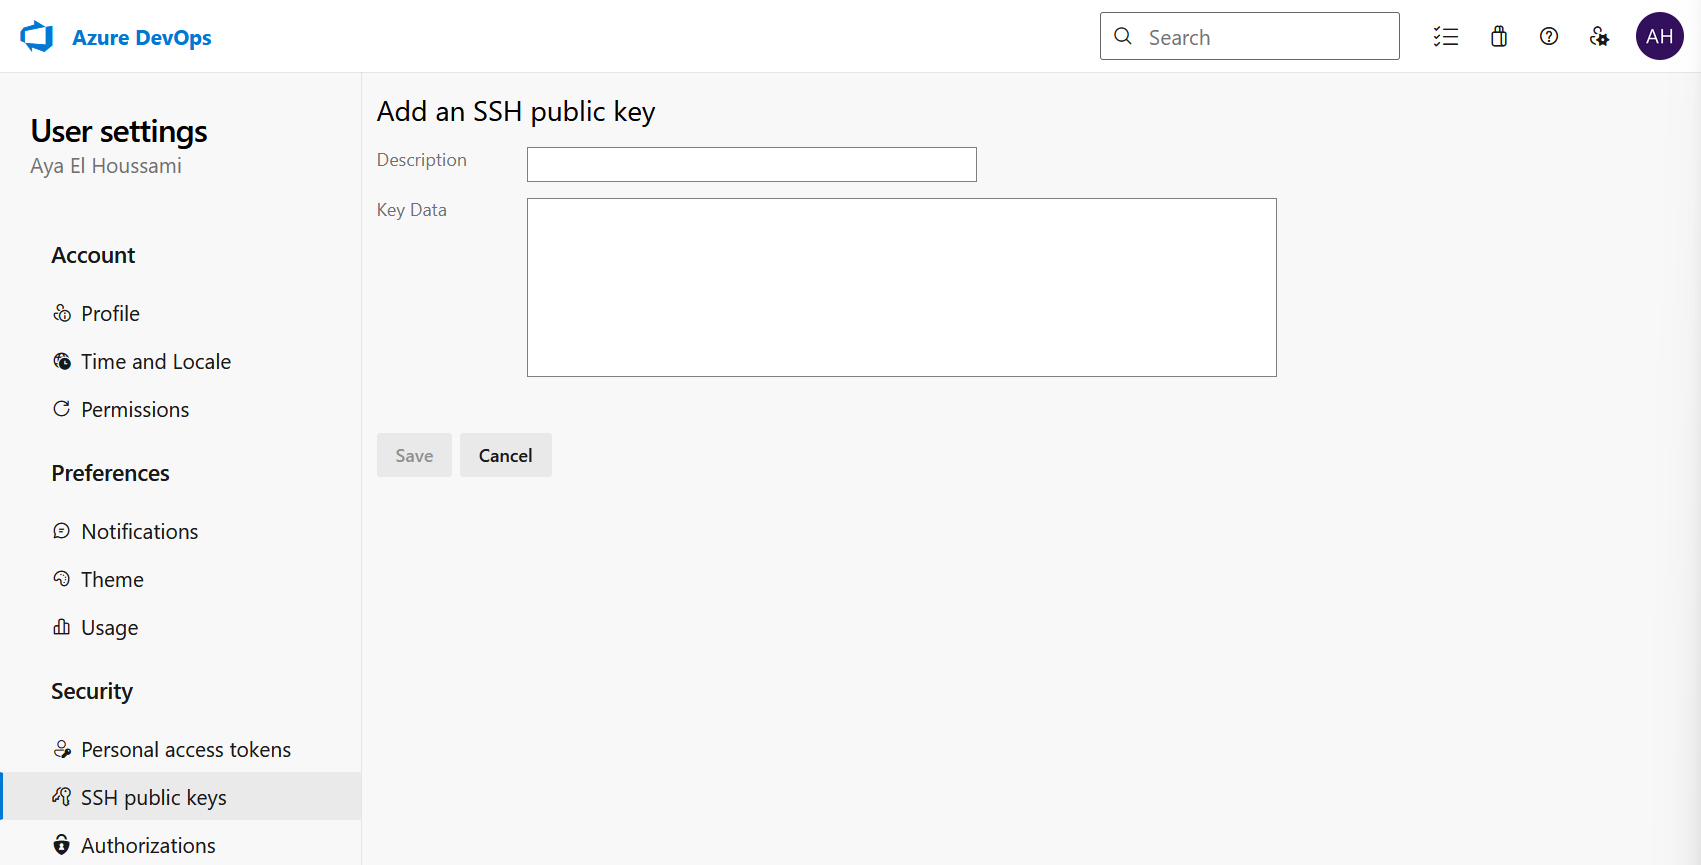 Azure DevOps
Search
AH
User settings
Aya El Houssami
Account
Profile
Time and Locale
Permissions
Preferences
Notifications
Theme
Usage
Security
Personal access tokens
SSH public keys
Authorizations
Add an SSH public key
Description
Key Data
Save
Cancel